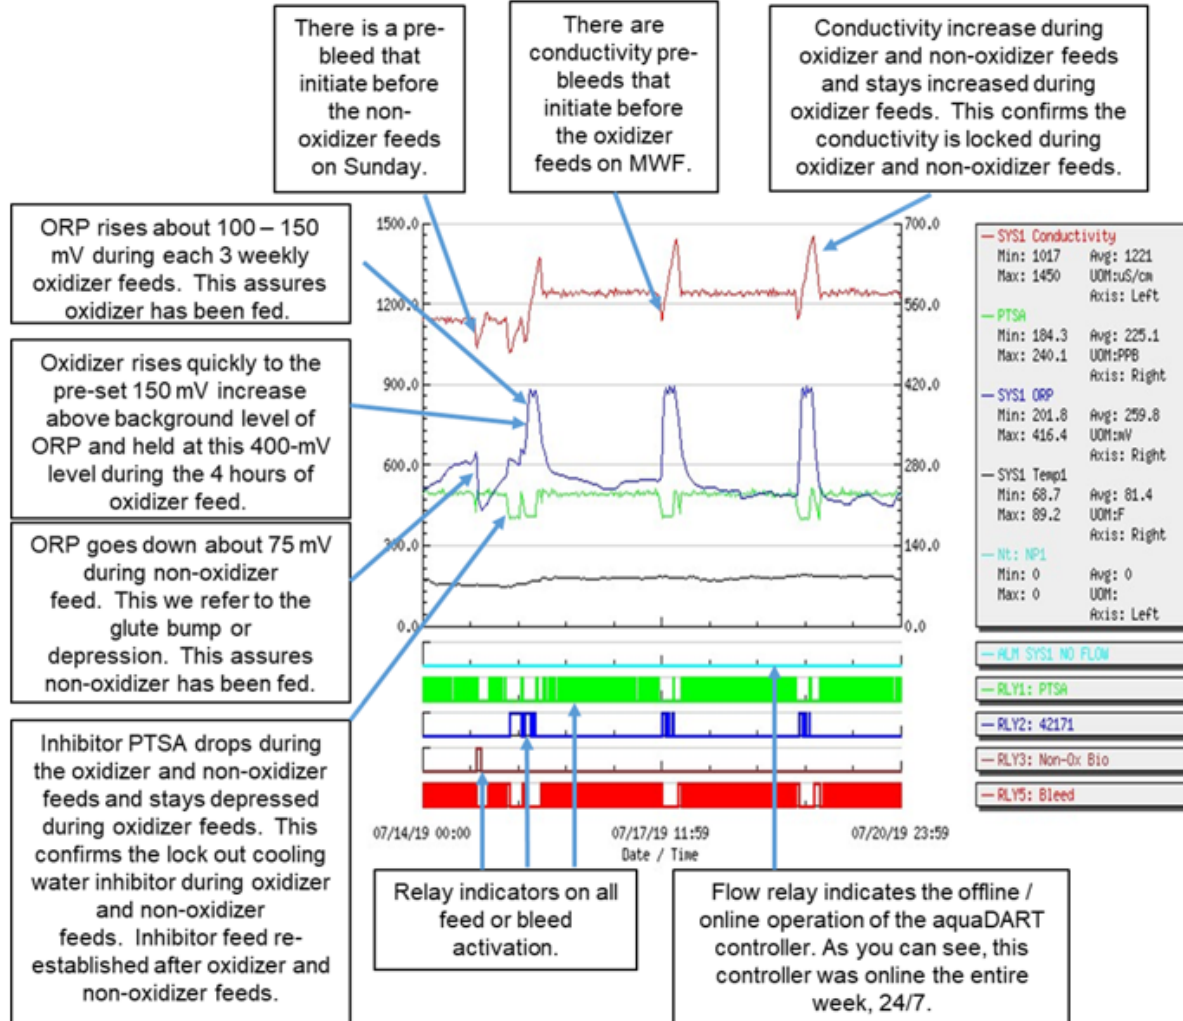 There is a pre-
bleed that
initiate before
the non-
oxidizer feeds
on Sunday.
There are
conductivity pre-
bleeds that
initiate before
the oxidizer
feeds on MWF.
Conductivity increase during
oxidizer and non-oxidizer feeds
and stays increased during
oxidizer feeds. This confirms the
conductivity is locked during
oxidizer and non-oxidizer feeds.
ORP rises about 100 – 150
mV during each 3 weekly
oxidizer feeds. This assures
oxidizer has been fed.
Oxidizer rises quickly to the
pre-set 150 mV increase
above background level of
ORP and held at this 400-mV
level during the 4 hours of
oxidizer feed.
ORP goes down about 75 mV
during non-oxidizer
feed. This we refer to the
glute bump or
depression. This assures
non-oxidizer has been fed.
Inhibitor PTSA drops during
the oxidizer and non-oxidizer
feeds and stays depressed
during oxidizer feeds. This
confirms the lock out cooling
water inhibitor during oxidizer
and non-oxidizer
feeds. Inhibitor feed re-
established after oxidizer and
non-oxidizer feeds.
1500.0
1200.0
900.0
600.0
300.0
0.0
700.0
560.0
420.0
280.0
140.0
0.0
SYS1 Conductivity
Min: 1017 Avg: 1221
Max: 1450 UOM:uS/cm
Axis: Left
PTSA
Min: 184.3 Avg: 225.1
Max: 240.1 UOM:PPB
Axis: Right
SYS1 ORP
Min: 201.8 Avg: 259.8
Max: 416.4 UOM:mV
Axis: Right
SYS1 Temp1
Min: 68.7 Avg: 81.4
Max: 89.2 UOM:F
Axis: Right
Nt: NP1
Min: 0 Avg: 0
Max: 0 UOM:
Axis: Left
ALM SYS1 NO FLOW
RLY1: PTSA
RLY2: 42171
RLY3: Non-Ox Bio
RLY5: Bleed
07/14/19 00:00 07/17/19 11:59 07/20/19 23:59
Date / Time
Relay indicators on all
feed or bleed
activation.
Flow relay indicates the offline /
online operation of the aquaDART
controller. As you can see, this
controller was online the entire
week, 24/7.